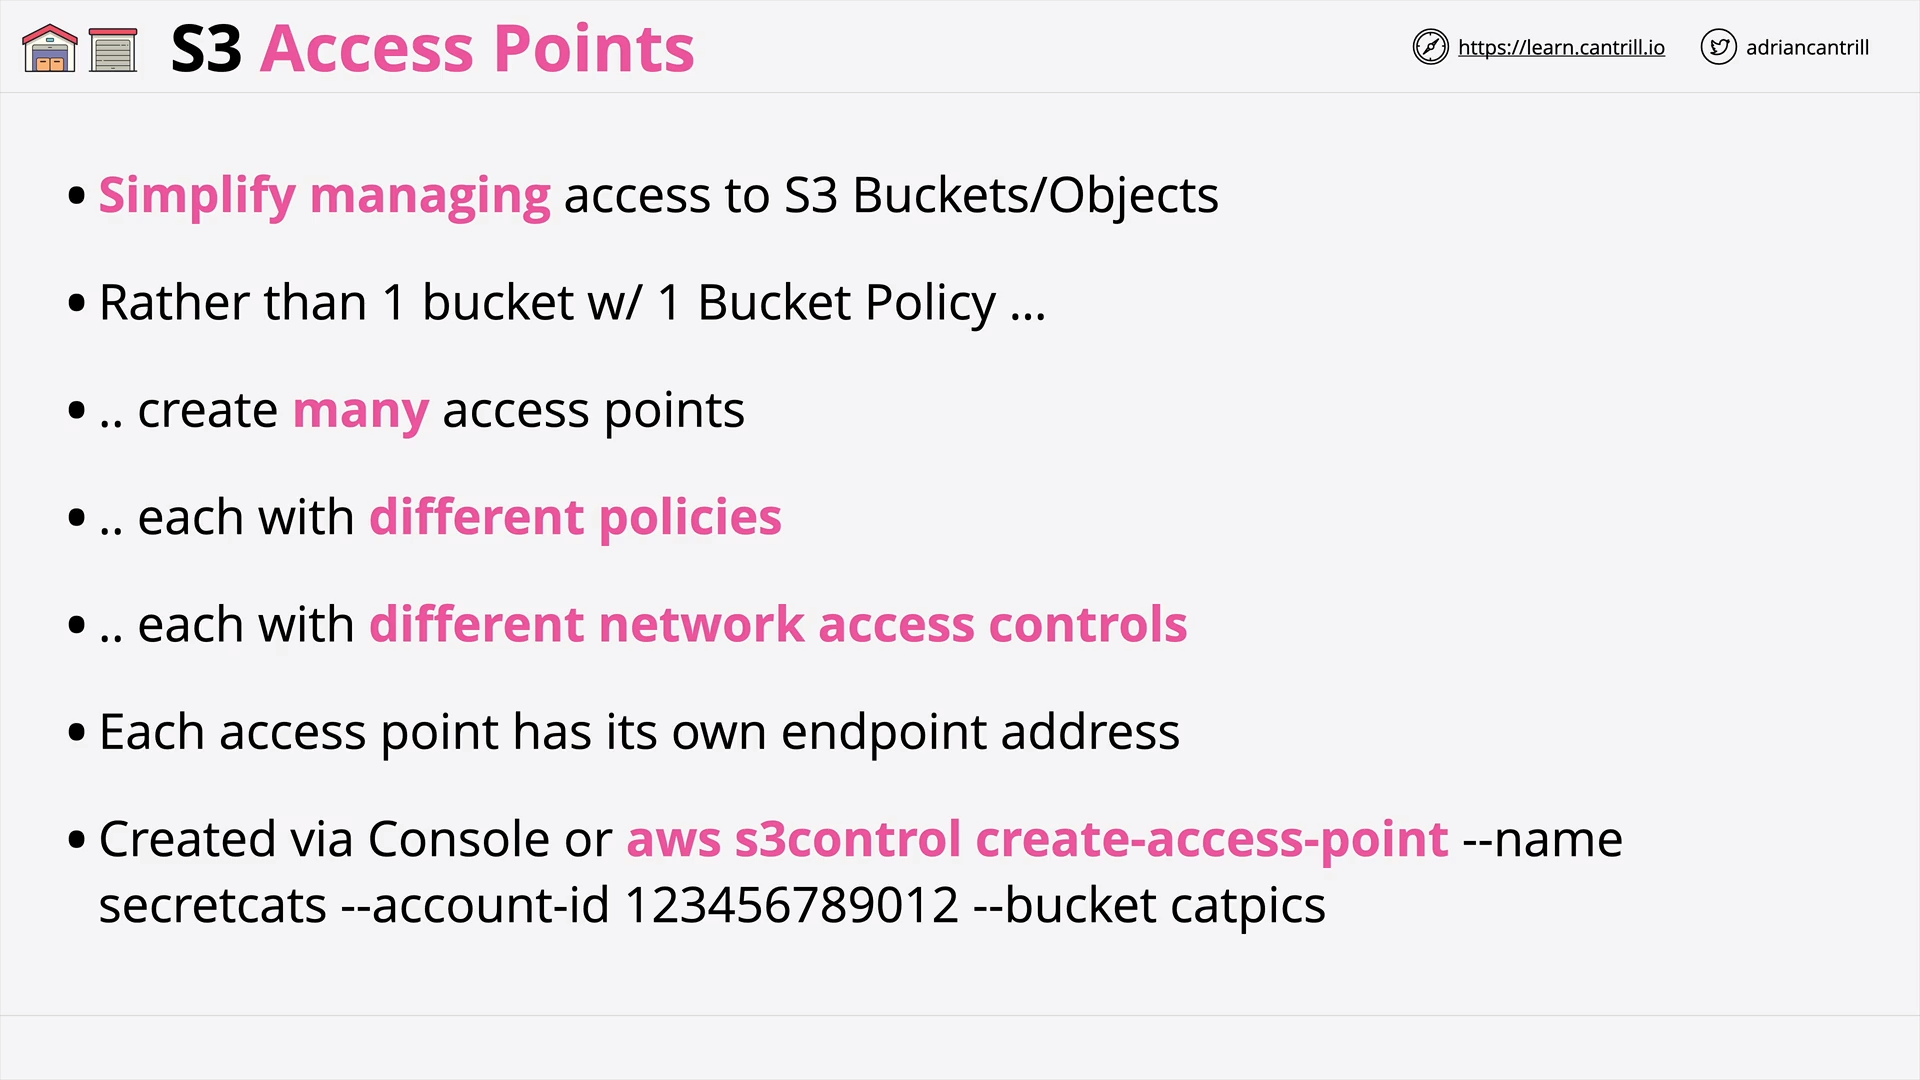 S3 Access Points
https://learn.cantrill.io
adriancantrill
• Simplify managing access to S3 Buckets/Objects
• Rather than 1 bucket w/ 1 Bucket Policy ...
• .. create many access points
• .. each with different policies
• .. each with different network access controls
• Each access point has its own endpoint address
• Created via Console or aws s3control create-access-point --name
secretcats --account-id 123456789012 --bucket catpics